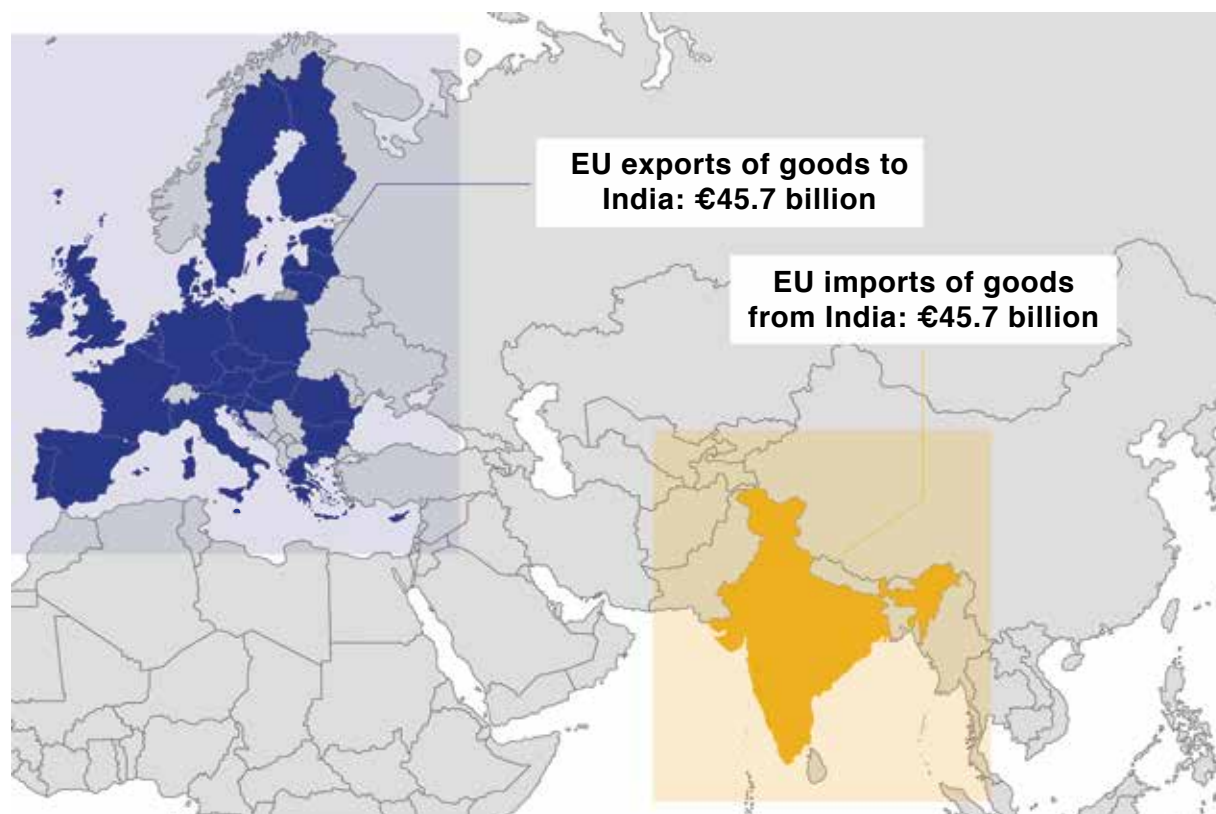 EU exports of goods to
India: €45.7 billion
EU imports of goods
from India: €45.7 billion